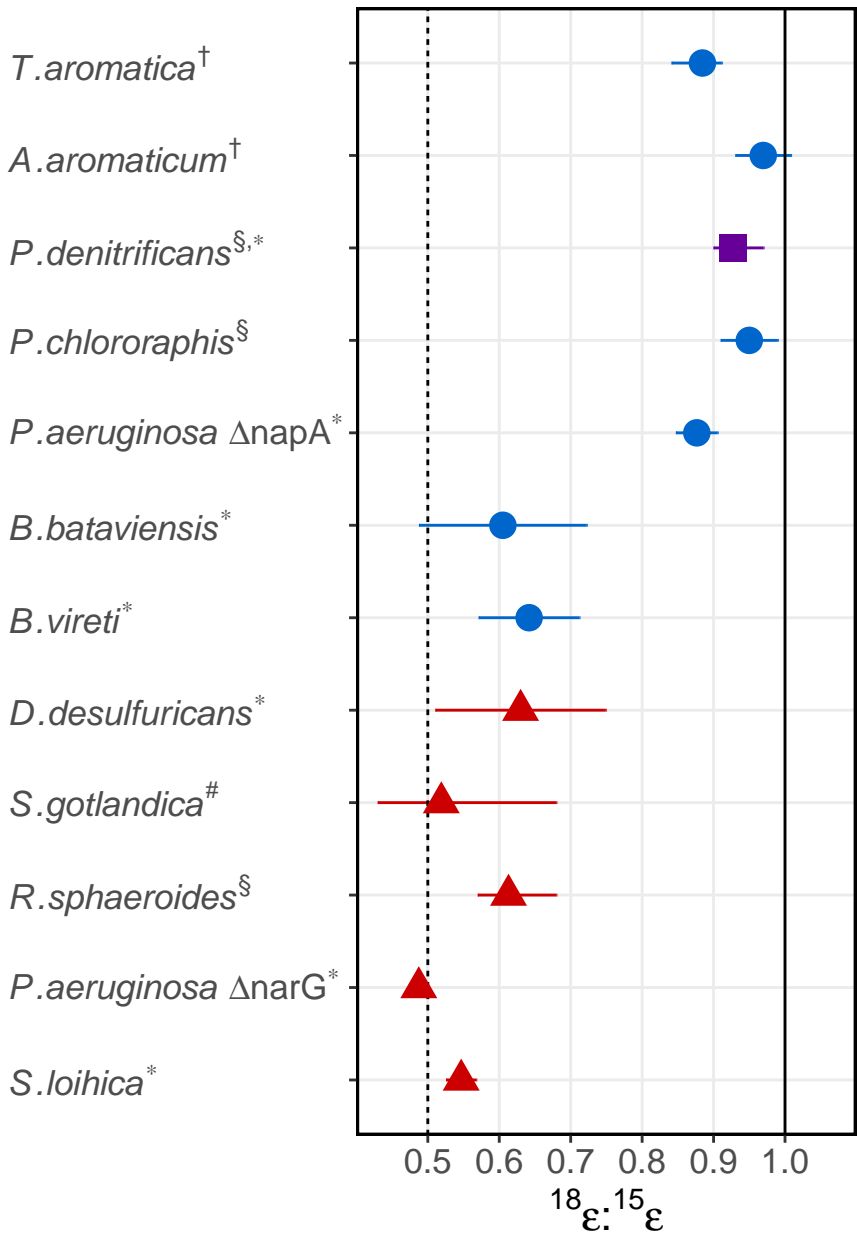 T.aromatica†
A.aromaticum†
P.denitrificans§,*
P.chlororaphis§
P.aeruginosa ΔnapA*
B.bataviensis*
B.vireti*
D.desulfuricans*
S.gotlandica#
R.sphaeroides§
P.aeruginosa ΔnarG*
S.loihica*
0.5 0.6 0.7 0.8 0.9 1.0
¹⁸ε:¹⁵ε